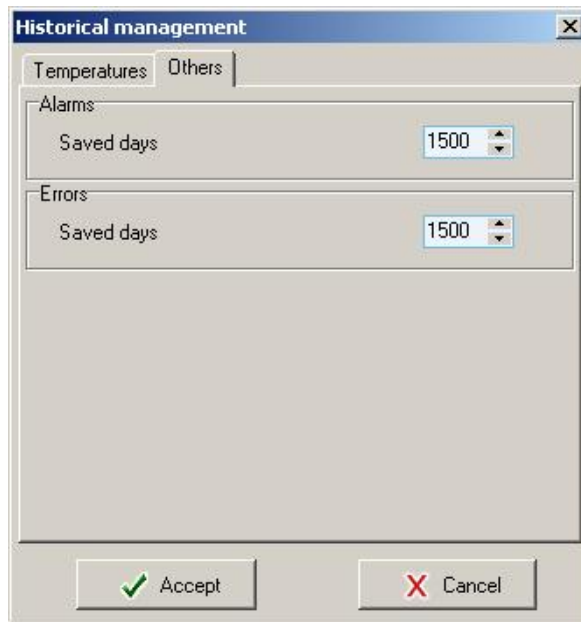 Historical management
Temperatures Others
Alarms
Saved days 1500
Errors
Saved days 1500
Accept Cancel